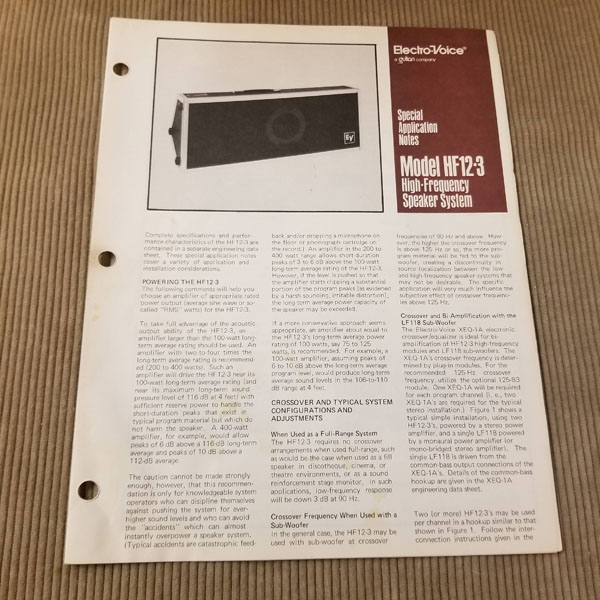 Electro-Voice®
a gulton company
Special
Application
Notes
Model HF12-3
High-Frequency
Speaker System
EV
Complete specifications and perfor-
mance characteristics of the HF12-3 are
contained in a separate engineering data
sheet. These special application notes
cover a variety of application and
installation considerations.
POWERING THE HF12-3
The following comments will help you
choose an amplifier of appropriate rated
power output (average sine wave or so-
called "RMS" watts) for the HF12-3.
To take full advantage of the acoustic
output ability of the HF12-3, an
amplifier larger than the 100-watt long-
term average rating should be used. An
amplifier with two to four times the
long-term average rating is recommend-
ed (200 to 400 watts). Such an
amplifier will drive the HF12-3 near its
100-watt long-term average rating (and
near its maximum long-term sound
pressure level of 116 dB at 4 feet) with
sufficient reserve power to handle the
short-duration peaks that exist in
typical program material but which do
not harm the speaker. A 400-watt
amplifier, for example, would allow
peaks of 6 dB above a 116-dB long-term
average and peaks of 10 dB above a
112-dB average.
The caution cannot be made strongly
enough, however, that this recommen-
dation is only for knowledgeable system
operators who can discipline themselves
against pushing the system for ever-
higher sound levels and who can avoid
the "accidents" which can almost
instantly overpower a speaker system.
(Typical accidents are catastrophic feed-
back and/or dropping a microphone on
the floor or phonograph cartridge on
the record.) An amplifier in the 200 to
400 watt range, allows short-duration
peaks of 3 to 6 dB above the 100-watt
long-term average rating of the HF12-3.
However, if the level is pushed so that
the amplifier starts clipping a substantial
portion of the program peaks (as evidenced
by a harsh sounding, irritable distortion),
the long term average power capacity of
the speaker may be exceeded.
If a more conservative approach seems
appropriate, an amplifier about equal to
the HF12-3's long-term average power
rating of 100 watts, say 75 to 125
watts, is recommended. For example, a
100-watt amplifier, assuming peaks of
6 to 10 dB above the long-term average
program level, would produce long-term
average sound levels in the 106-to-110
dB range at 4 feet.
CROSSOVER AND TYPICAL SYSTEM
CONFIGURATIONS AND
ADJUSTMENTS
When Used as a Full-Range System
The HF12-3 requires no crossover
arrangements when used full-range, such
as would be the case when used as a fill
speaker in discotheque, cinema, or
theatre environments, or as a sound
reinforcement stage monitor. In such
applications, low-frequency response
will be down 3 dB at 90 Hz.
Crossover Frequency When Used with a
Sub-Woofer
In the general case, the HF12-3 may be
used with sub-woofer at crossover
frequencies of 90 Hz and above. How-
ever, the higher the crossover frequency
is above 125 Hz or so, the more pro-
gram material will be fed to the sub-
woofer, creating a discontinuity in
source localization between the low
and high-frequency speaker systems that
may not be desirable. The specific
application will very much influence the
subjective effect of crossover frequenc-
ies above 125 Hz.
Crossover and Bi-Amplification with the
LF118 Sub-Woofer
The Electro-Voice XEQ-1A electronic
crossover/equalizer is ideal for bi-
amplification of HF12-3 high-frequency
modules and LF118 sub-woofers. The
XEQ-1A's crossover frequency is deter-
mined by plug-in modules. For the
recommended 125-Hz crossover
frequency, utilize the optional 125-B3
module. One XEQ-1A will be required
for each program channel (i. e., two
XEQ-1A's are required for the typical
stereo installation.) Figure 1 shows a
typical simple installation, using two
HF12-3's, powered by a stereo power
amplifier, and a single LF118 powered
by a monaural power amplifier (or
mono-bridged stereo amplifier). The
single LF118 is driven from the
common-bass output connections of the
XEQ-1A's. Details of the common-bass
hookup are given in the XEQ-1A
engineering data sheet.
Two (or more) HF12-3's may be used
per channel in a hookup similar to that
shown in Figure 1. Follow the inter-
connection instructions given in the